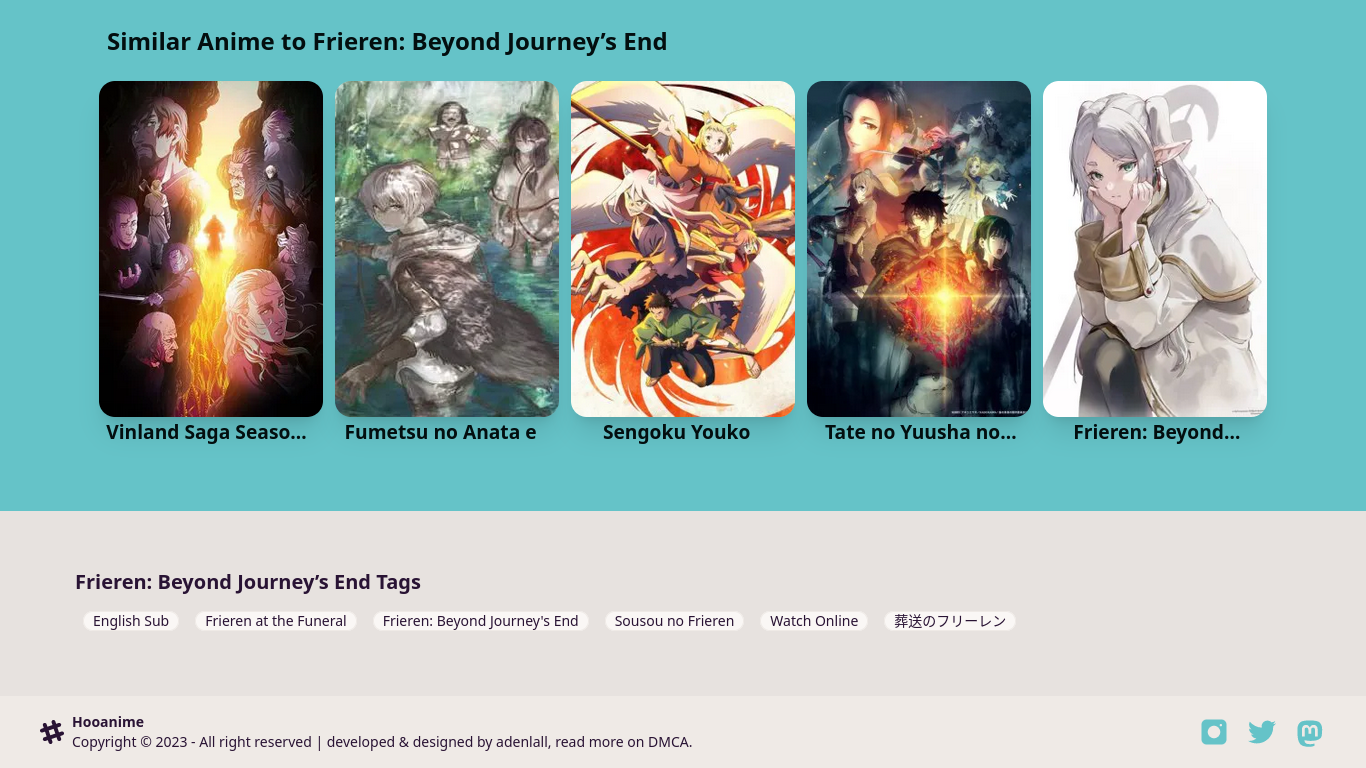 Similar Anime to Frieren: Beyond Journey’s End
Vinland Saga Seaso...
Fumetsu no Anata e
Sengoku Youko
Tate no Yuusha no...
Frieren: Beyond...
Frieren: Beyond Journey’s End Tags
English Sub
Frieren at the Funeral
Frieren: Beyond Journey's End
Sousou no Frieren
Watch Online
葬送のフリーレン
Hooanime
Copyright © 2023 - All right reserved | developed & designed by adenlall, read more on DMCA.